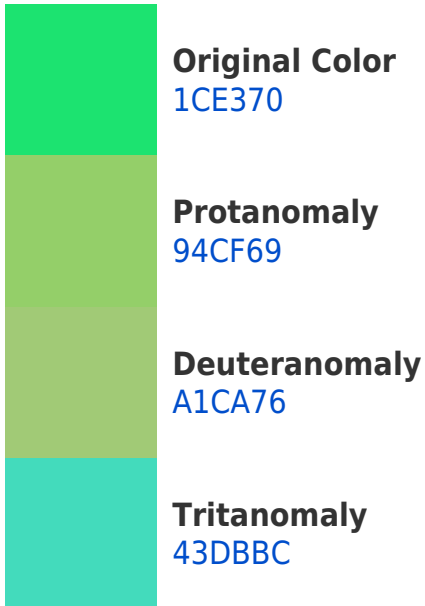 Original Color
1CE370
Protanomaly
94CF69
Deuteranomaly
A1CA76
Tritanomaly
43DBBC